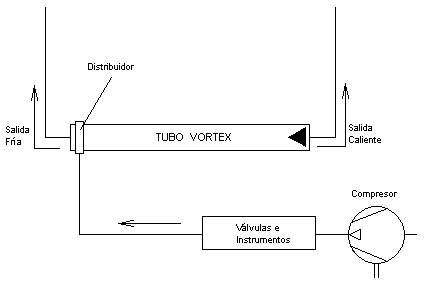 Distribuidor
Salida
Fría
TUBO VORTEX
Salida
Caliente
Compresor
Válvulas e
Instrumentos